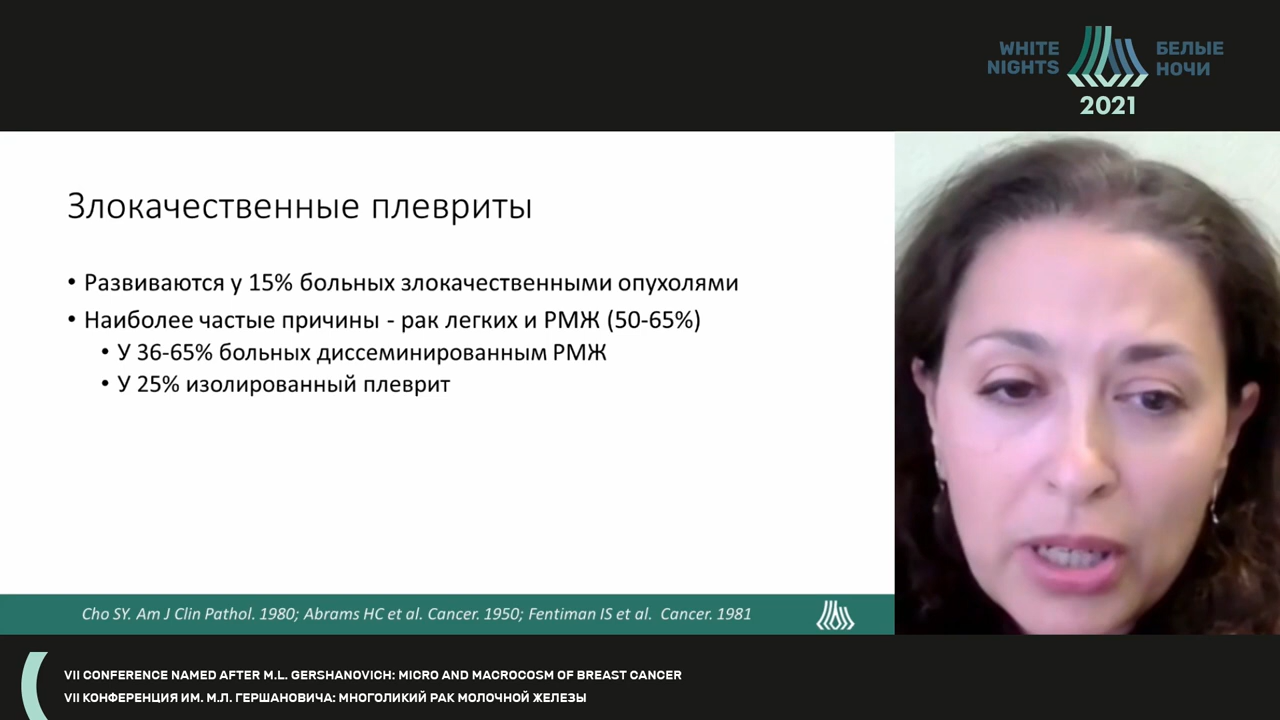 WHITE
NIGHTS
БЕЛЫЕ
НОЧИ
2021
Злокачественные плевриты
• Развиваются у 15% больных злокачественными опухолями
• Наиболее частые причины - рак легких и РМЖ (50-65%)
• У 36-65% больных диссеминированным РМЖ
• У 25% изолированный плеврит
Cho SY. Am J Clin Pathol. 1980; Abrams HC et al. Cancer. 1950; Fentiman IS et al. Cancer. 1981
VII CONFERENCE NAMED AFTER M.L. GERSHANOVICH: MICRO AND MACROCOSM OF BREAST CANCER
VII КОНФЕРЕНЦИЯ ИМ. М.Л. ГЕРШАНОВИЧА: МНОГОЛИКИЙ РАК МОЛОЧНОЙ ЖЕЛЕЗЫ